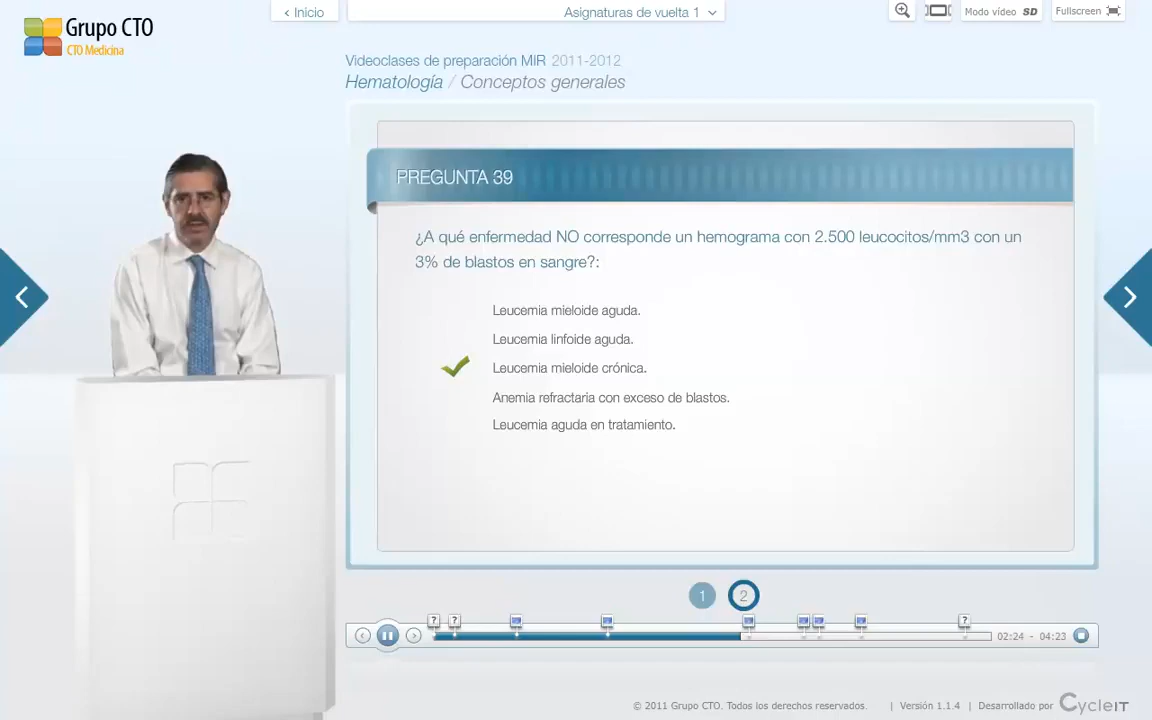 Grupo CTO
CTO Medicina
‹ Inicio
Asignaturas de vuelta 1
Modo vídeo SD
Fullscreen
Videoclases de preparación MIR 2011-2012
Hematología / Conceptos generales
PREGUNTA 39
¿A qué enfermedad NO corresponde un hemograma con 2.500 leucocitos/mm3 con un
3% de blastos en sangre?:
Leucemia mieloide aguda.
Leucemia linfoide aguda.
Leucemia mieloide crónica.
Anemia refractaria con exceso de blastos.
Leucemia aguda en tratamiento.
1 2
? ? ?
02:24 - 04:23
© 2011 Grupo CTO. Todos los derechos reservados. | Versión 1.1.4 | Desarrollado por CycleIT